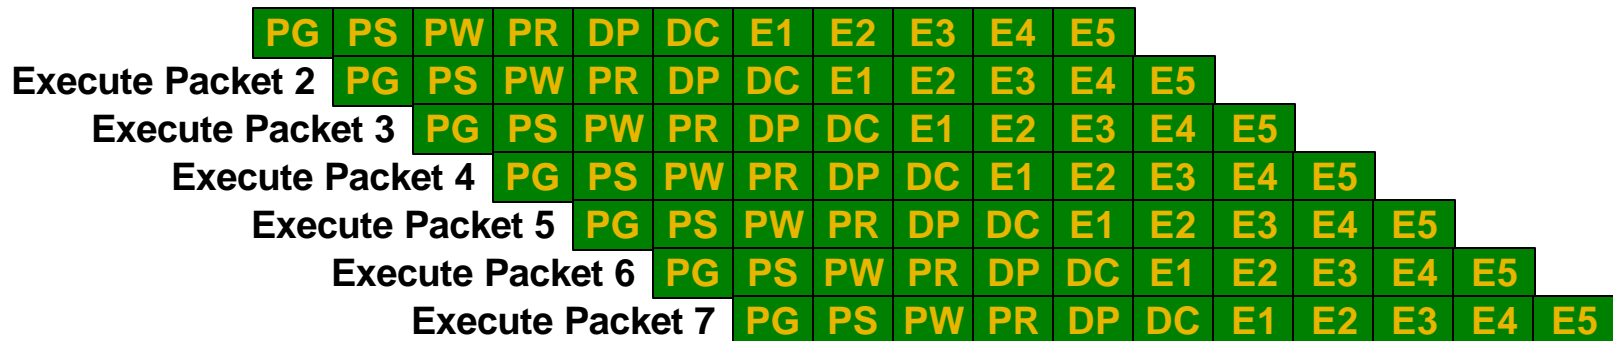 PG PS PW PR DP DC E1 E2 E3 E4 E5
Execute Packet 2 PG PS PW PR DP DC E1 E2 E3 E4 E5
Execute Packet 3 PG PS PW PR DP DC E1 E2 E3 E4 E5
Execute Packet 4 PG PS PW PR DP DC E1 E2 E3 E4 E5
Execute Packet 5 PG PS PW PR DP DC E1 E2 E3 E4 E5
Execute Packet 6 PG PS PW PR DP DC E1 E2 E3 E4 E5
Execute Packet 7 PG PS PW PR DP DC E1 E2 E3 E4 E5